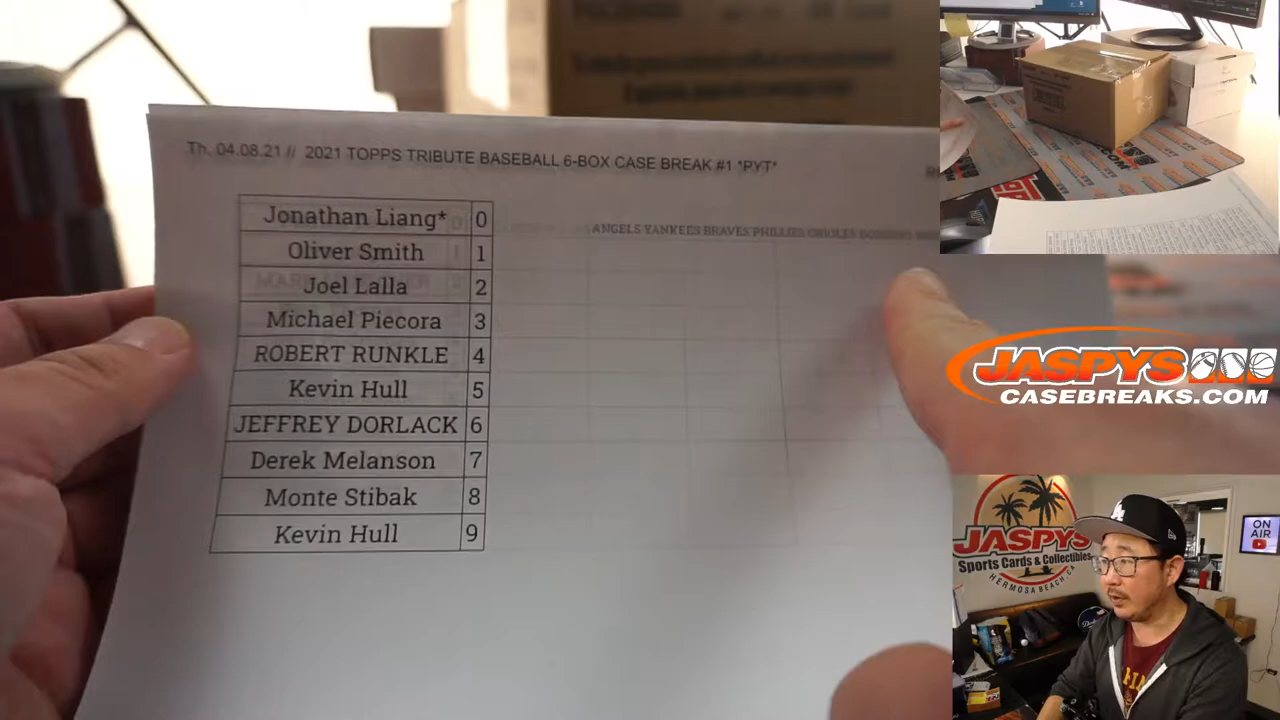 Th. 04.08.21 // 2021 TOPPS TRIBUTE BASEBALL 6-BOX CASE BREAK #1 *PYT*
Jonathan Liang* 0
Oliver Smith 1
Joel Lalla 2
Michael Piecora 3
ROBERT RUNKLE 4
Kevin Hull 5
JEFFREY DORLACK 6
Derek Melanson 7
Monte Stibak 8
Kevin Hull 9
ANGELS YANKEES BRAVES PHILLIES ORIOLES DODGERS
JASPYS
CASEBREAKS.COM
JASPYS
Sports Cards & Collectibles
HERMOSA BEACH, CA
LA
ON
AIR